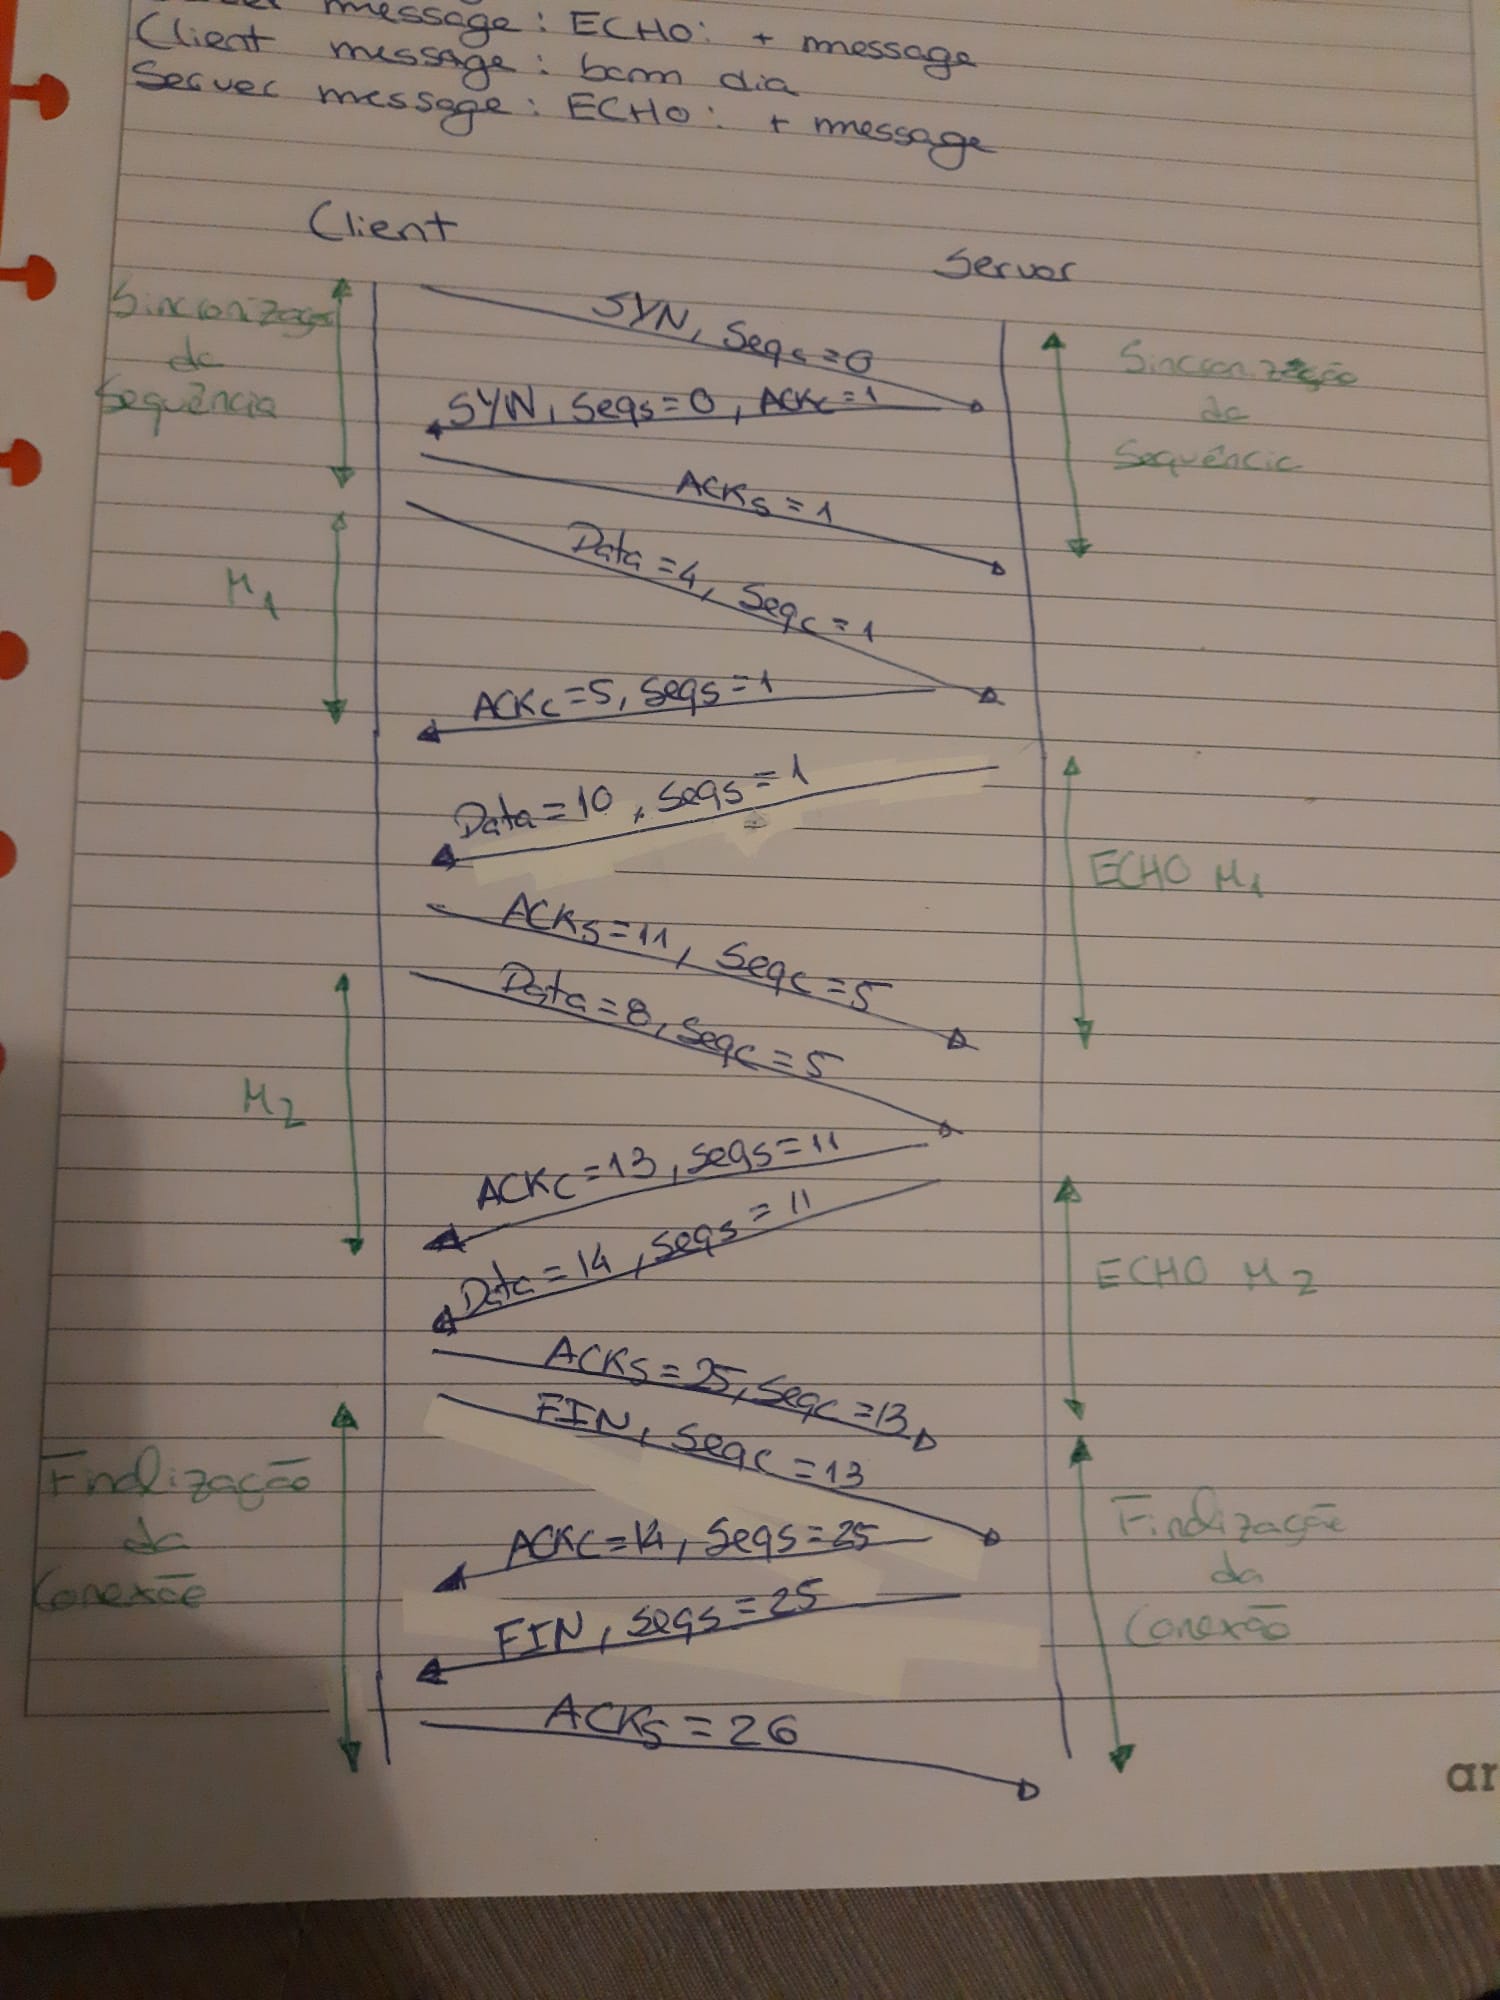 message: ECHO: + message
Client message: bom dia
Server message: ECHO: + message
Client
Server
Sincronização
da
Sequência
Sincronização
da
Sequência
SYN, Seqc=0
SYN, Seqs=0, ACKc=1
ACKs=1
Data=4, Seqc=1
M1
ACKc=5, Seqs=1
Data=10, Seqs=1
ECHO M1
ACKs=11, Seqc=5
Data=8, Seqc=5
M2
ACKc=13, Seqs=11
Data=14, Seqs=11
ECHO M2
ACKs=25, Seqc=13
FIN, Seqc=13
Finalização
da
Conexão
Finalização
da
Conexão
ACKc=14, Seqs=25
FIN, Seqs=25
ACKs=26
ar